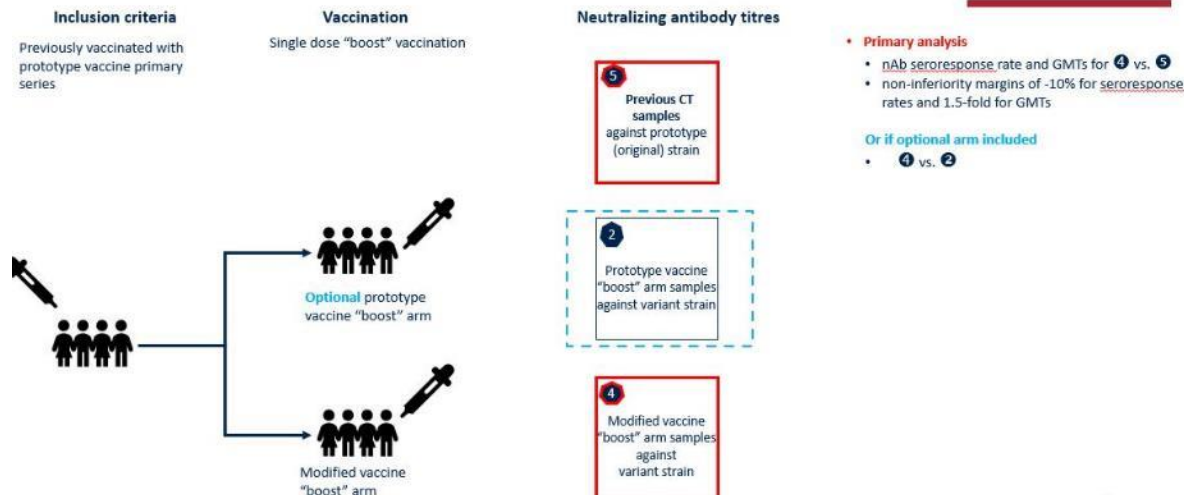 Inclusion criteria
Previously vaccinated with
prototype vaccine primary
series
Vaccination
Single dose "boost" vaccination
Optional prototype
vaccine "boost" arm
Modified vaccine
"boost" arm
Neutralizing antibody titres
5
Previous CT
samples
against prototype
(original) strain
2
Prototype vaccine
"boost" arm samples
against variant strain
4
Modified vaccine
"boost" arm samples
against
variant strain
• Primary analysis
• nAb seroresponse rate and GMTs for ❹ vs. ❺
• non-inferiority margins of -10% for seroresponse
rates and 1.5-fold for GMTs
Or if optional arm included
• ❹ vs. ❷